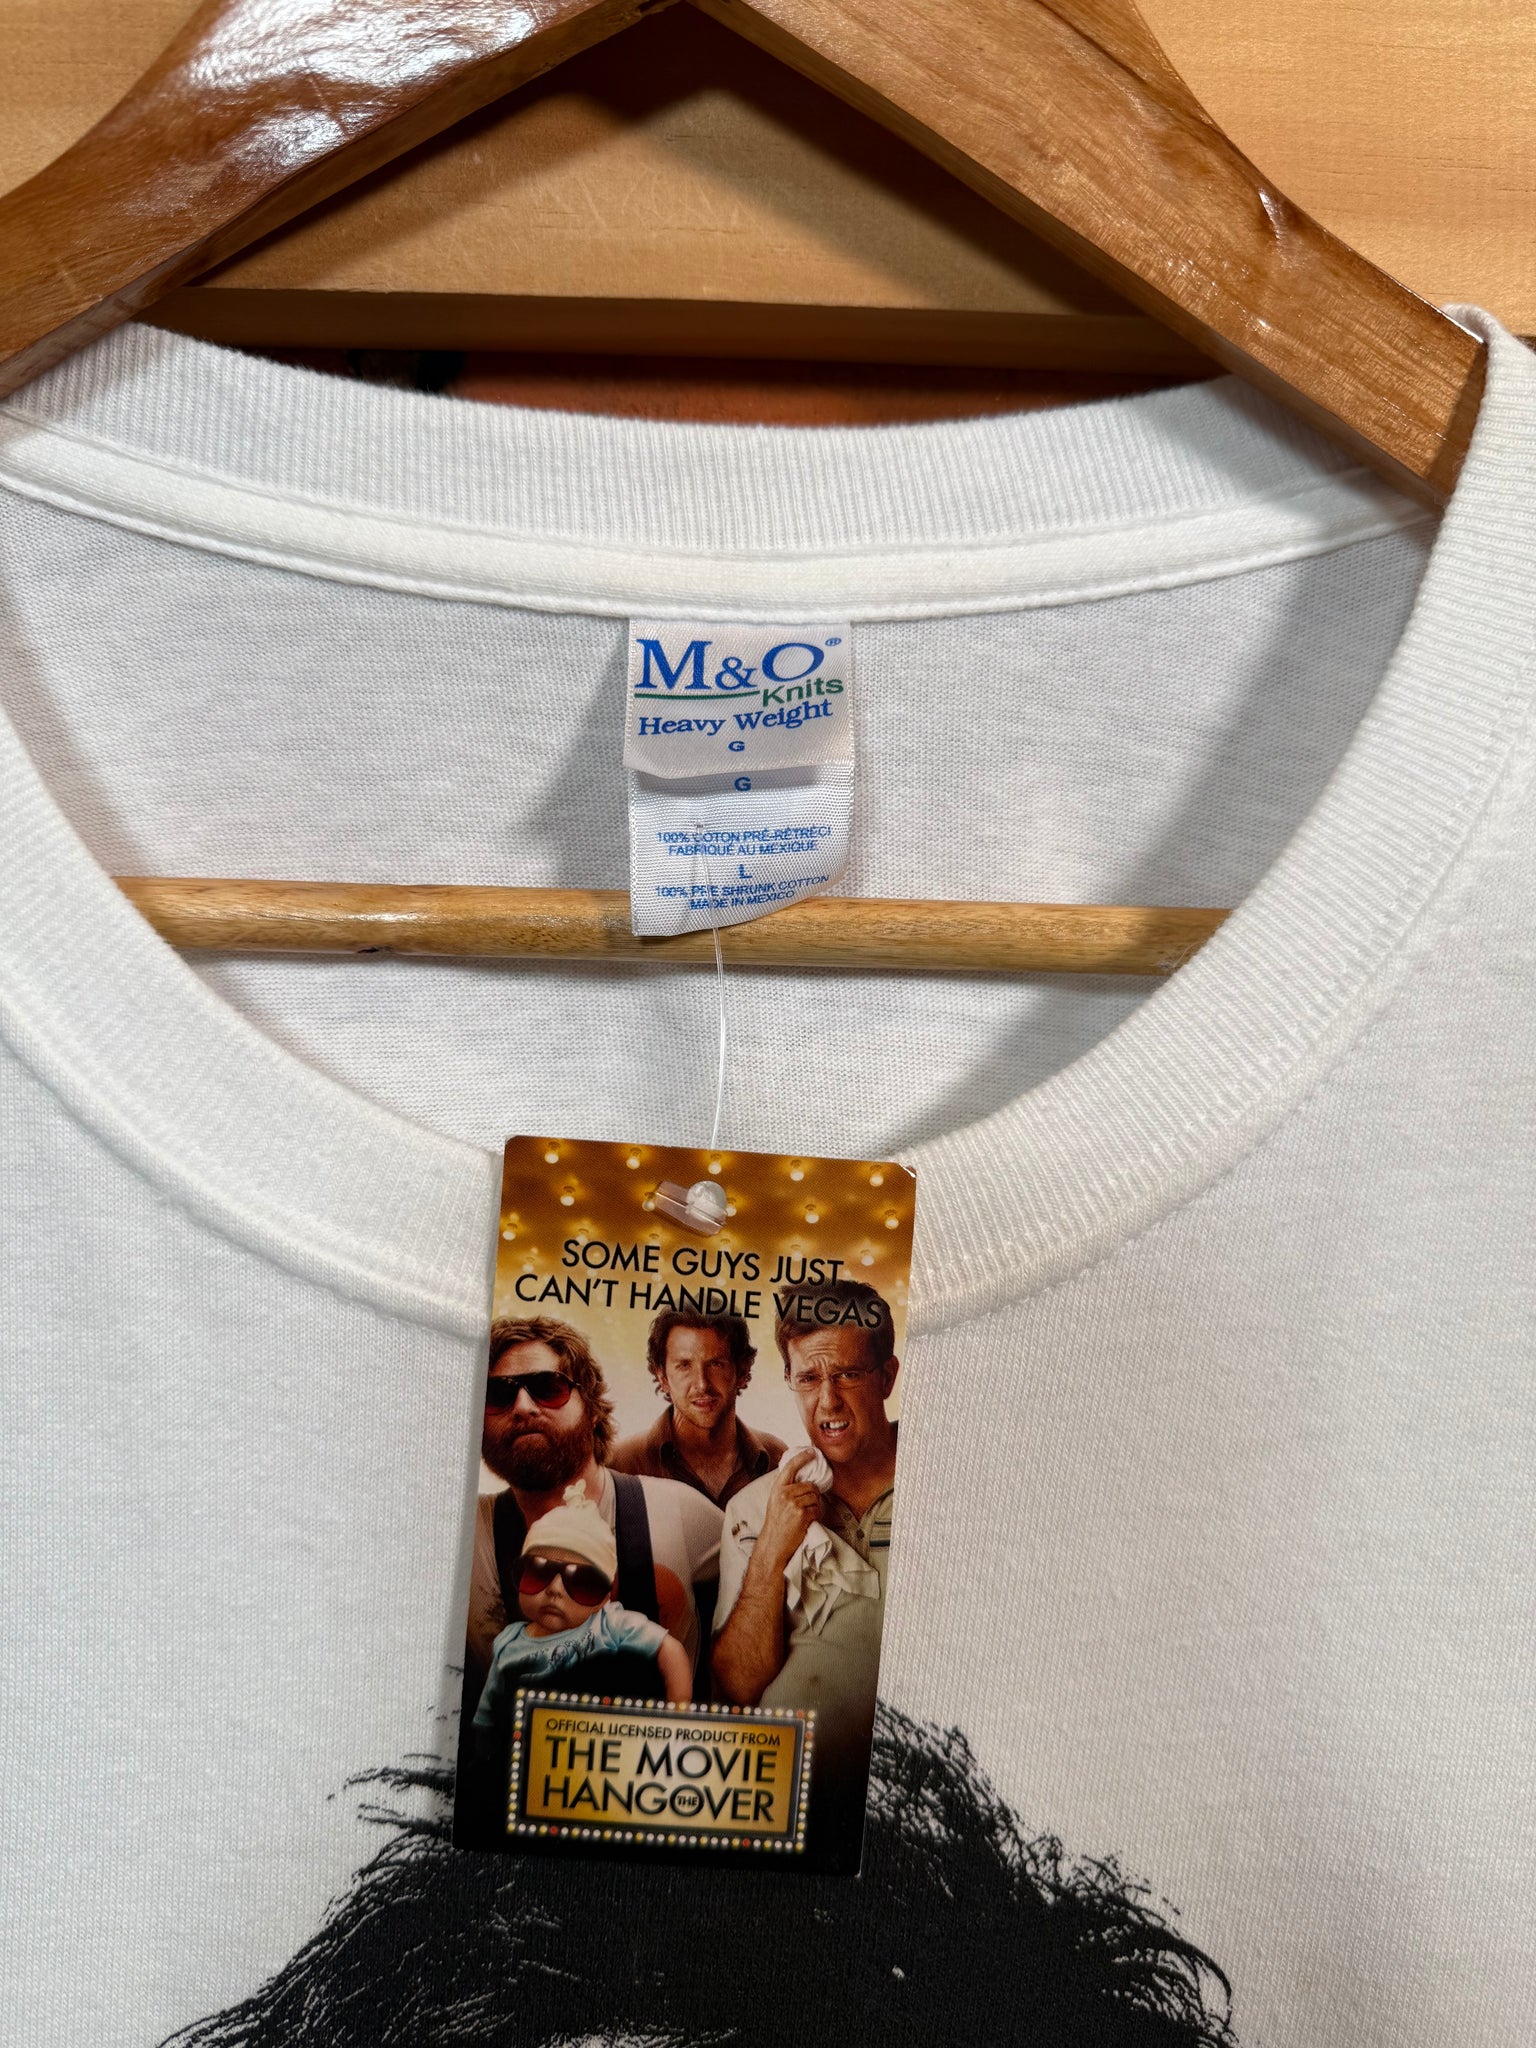 M&O®
Knits
Heavy Weight
G
G
100% COTON PRÉ-RÉTRÉCI
FABRIQUÉ AU MEXIQUE
L
100% PRE SHRUNK COTTON
MADE IN MEXICO
SOME GUYS JUST
CAN'T HANDLE VEGAS
OFFICIAL LICENSED PRODUCT FROM
THE MOVIE
HANGOVER
THE